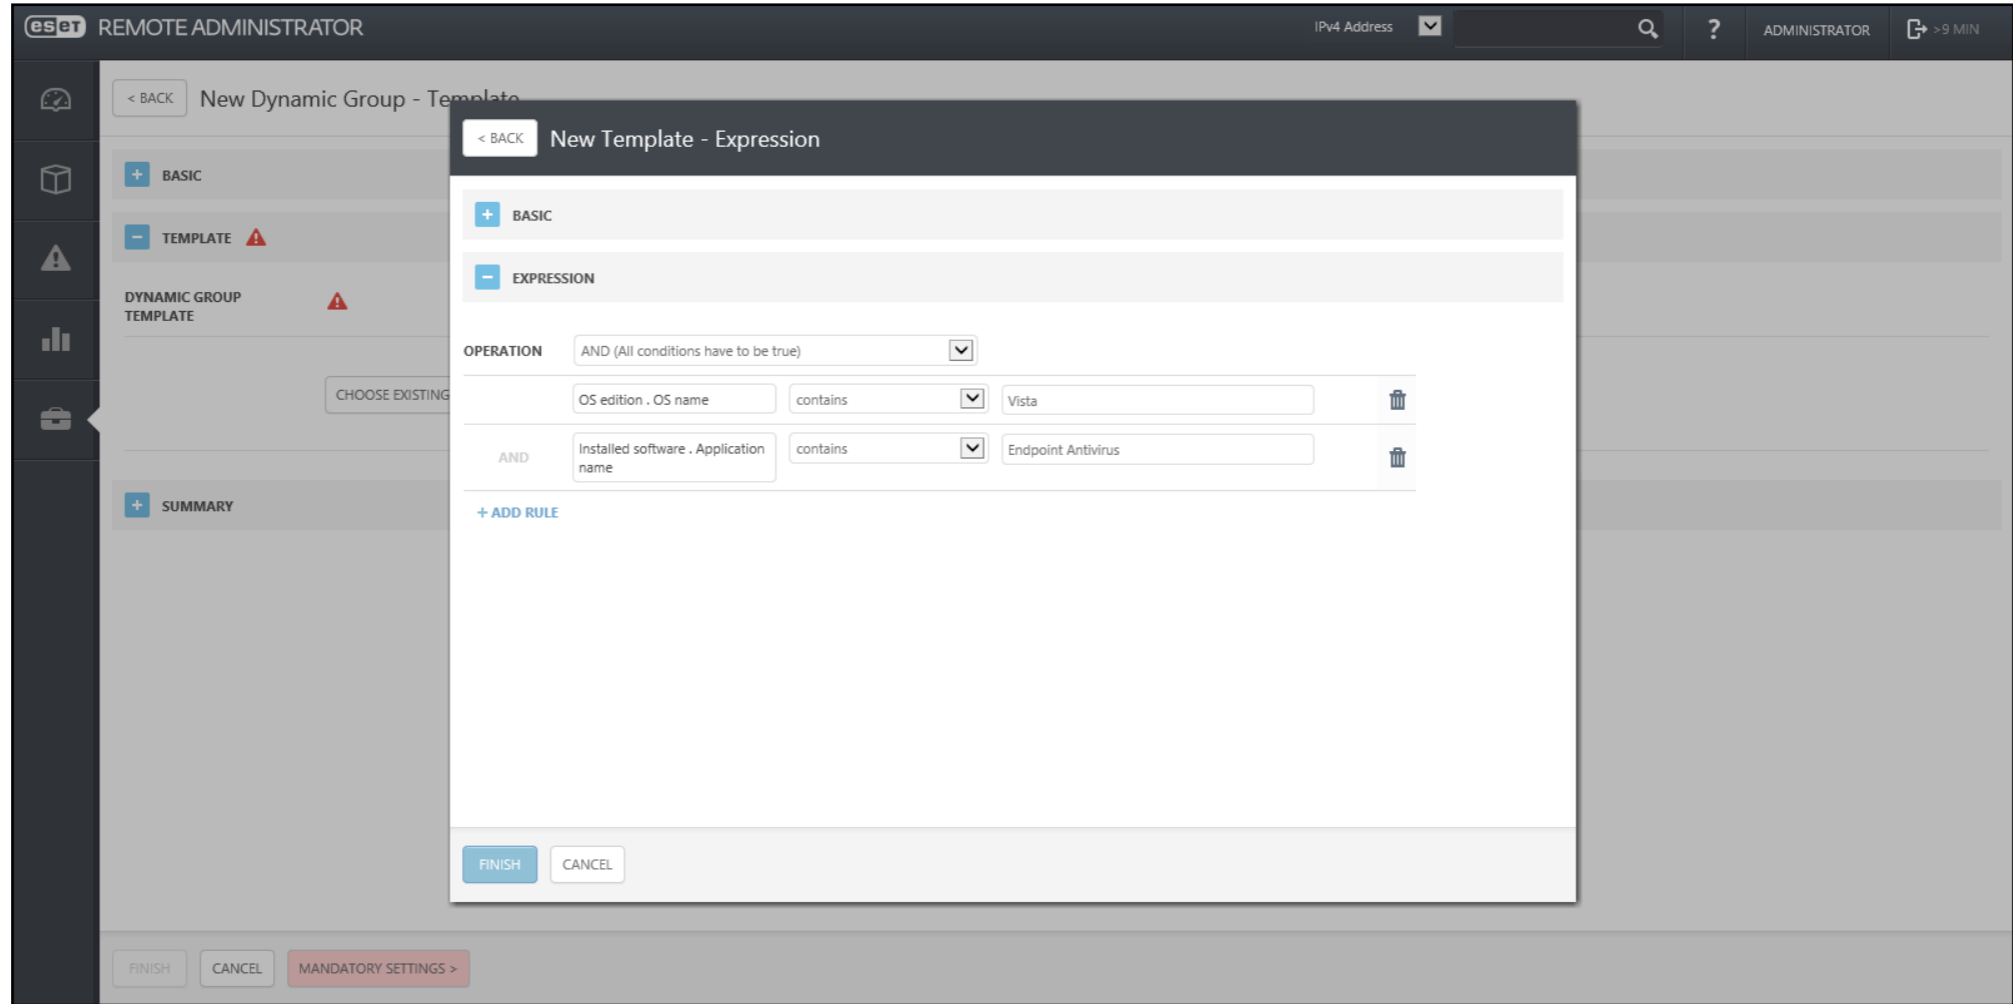 eset REMOTE ADMINISTRATOR
IPv4 Address
?
ADMINISTRATOR
>9 MIN
< BACK
New Dynamic Group - Template
BASIC
TEMPLATE
DYNAMIC GROUP
TEMPLATE
CHOOSE EXISTING
SUMMARY
< BACK
New Template - Expression
BASIC
EXPRESSION
OPERATION
AND (All conditions have to be true)
OS edition . OS name
contains
Vista
AND
Installed software . Application
name
contains
Endpoint Antivirus
+ ADD RULE
FINISH
CANCEL
FINISH
CANCEL
MANDATORY SETTINGS >